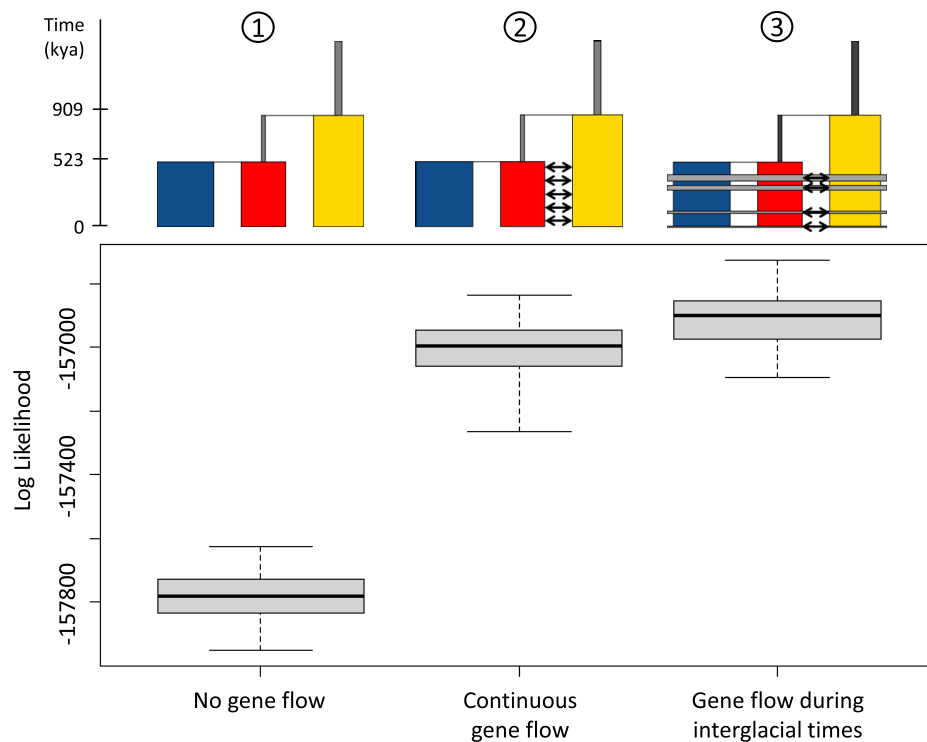 Time
(kya)
① ② ③
909
523
0
Log Likelihood
-157000
-157400
-157800
No gene flow
Continuous
gene flow
Gene flow during
interglacial times